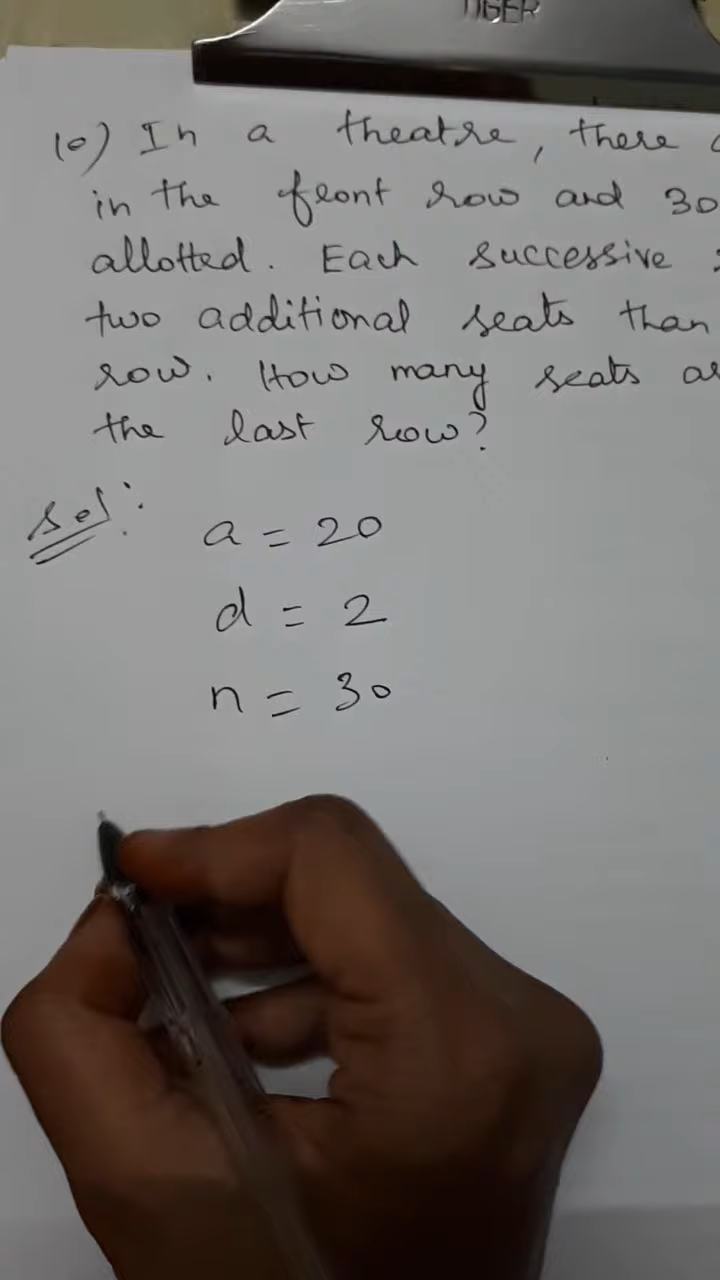 TIGER
10) In a theatre, there
in the front row and 30
allotted. Each successive
two additional seats than
row. How many seats
the last row?
Sol:
a = 20
d = 2
n = 30